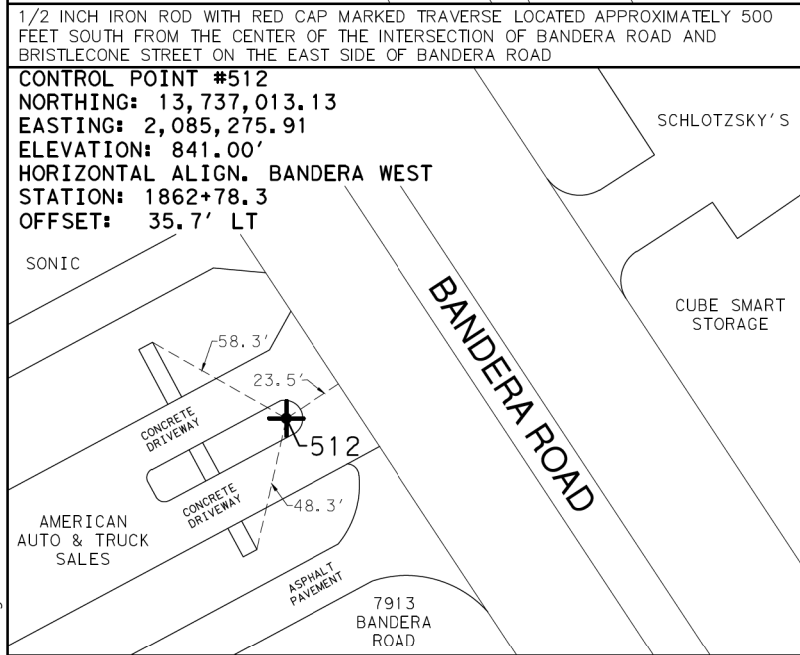 1/2 INCH IRON ROD WITH RED CAP MARKED TRAVERSE LOCATED APPROXIMATELY 500
FEET SOUTH FROM THE CENTER OF THE INTERSECTION OF BANDERA ROAD AND
BRISTLECONE STREET ON THE EAST SIDE OF BANDERA ROAD
CONTROL POINT #512
NORTHING: 13,737,013.13
EASTING: 2,085,275.91
ELEVATION: 841.00'
HORIZONTAL ALIGN. BANDERA WEST
STATION: 1862+78.3
OFFSET: 35.7' LT
SCHLOTZSKY'S
SONIC
CUBE SMART
STORAGE
BANDERA ROAD
58.3'
23.5'
CONCRETE
DRIVEWAY
512
CONCRETE
DRIVEWAY
48.3'
AMERICAN
AUTO & TRUCK
SALES
ASPHALT
PAVEMENT
7913
BANDERA
ROAD